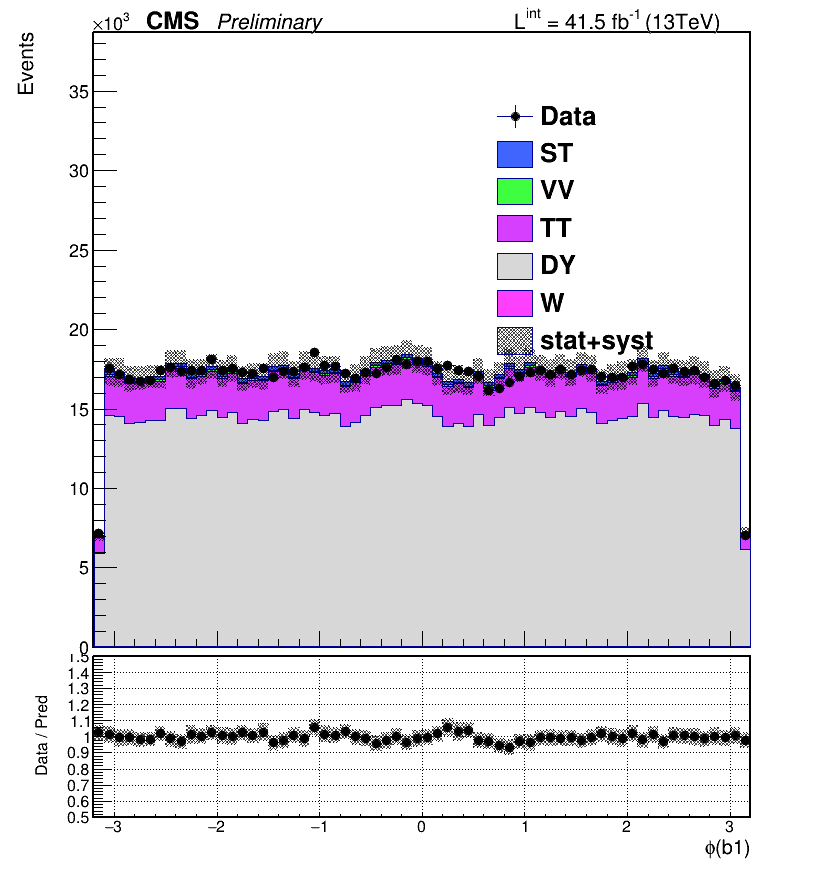 ×10³ CMS Preliminary L^int = 41.5 fb⁻¹ (13TeV)
Events
35
30
25
20
15
10
5
0
Data
ST
VV
TT
DY
W
stat+syst
Data / Pred
1.5
1.4
1.3
1.2
1.1
1
0.9
0.8
0.7
0.6
0.5
−3 −2 −1 0 1 2 3
ϕ(b1)